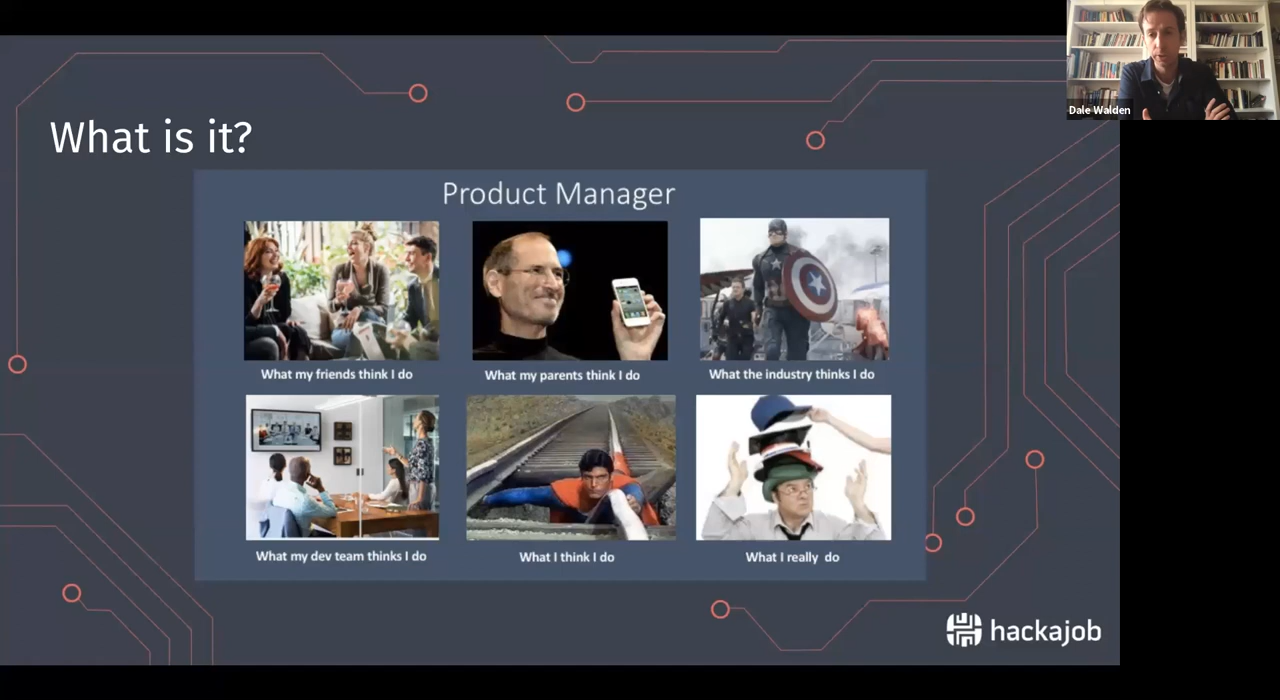 Dale Walden
What is it?
Product Manager
What my friends think I do
What my parents think I do
What the industry thinks I do
What my dev team thinks I do
What I think I do
What I really do
hackajob